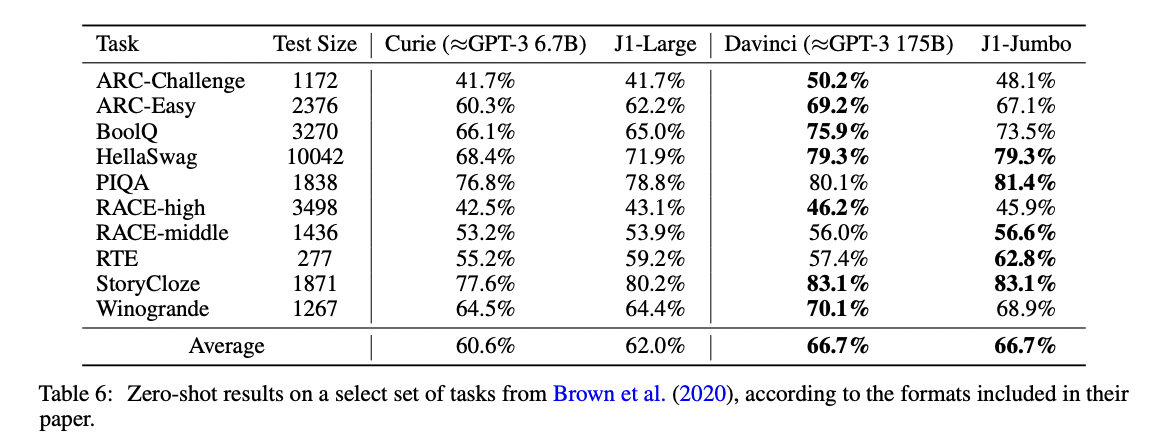 Task Test Size Curie (≈GPT-3 6.7B) J1-Large Davinci (≈GPT-3 175B) J1-Jumbo
ARC-Challenge 1172 41.7% 41.7% 50.2% 48.1%
ARC-Easy 2376 60.3% 62.2% 69.2% 67.1%
BoolQ 3270 66.1% 65.0% 75.9% 73.5%
HellaSwag 10042 68.4% 71.9% 79.3% 79.3%
PIQA 1838 76.8% 78.8% 80.1% 81.4%
RACE-high 3498 42.5% 43.1% 46.2% 45.9%
RACE-middle 1436 53.2% 53.9% 56.0% 56.6%
RTE 277 55.2% 59.2% 57.4% 62.8%
StoryCloze 1871 77.6% 80.2% 83.1% 83.1%
Winogrande 1267 64.5% 64.4% 70.1% 68.9%
Average 60.6% 62.0% 66.7% 66.7%
Table 6: Zero-shot results on a select set of tasks from Brown et al. (2020), according to the formats included in their
paper.